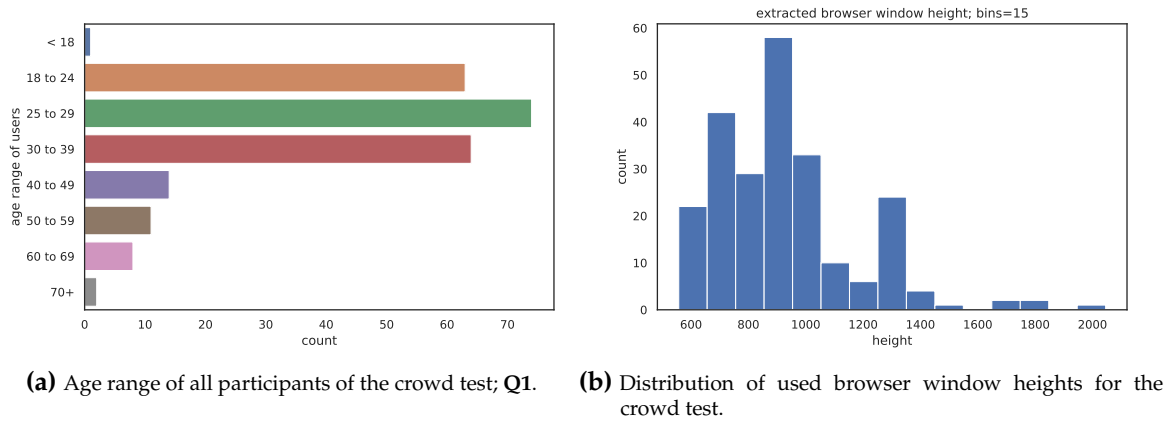 age range of users
< 18
18 to 24
25 to 29
30 to 39
40 to 49
50 to 59
60 to 69
70+
0 10 20 30 40 50 60 70
count
extracted browser window height; bins=15
count
60
50
40
30
20
10
0
600 800 1000 1200 1400 1600 1800 2000
height
(a) Age range of all participants of the crowd test; Q1.
(b) Distribution of used browser window heights for the
crowd test.